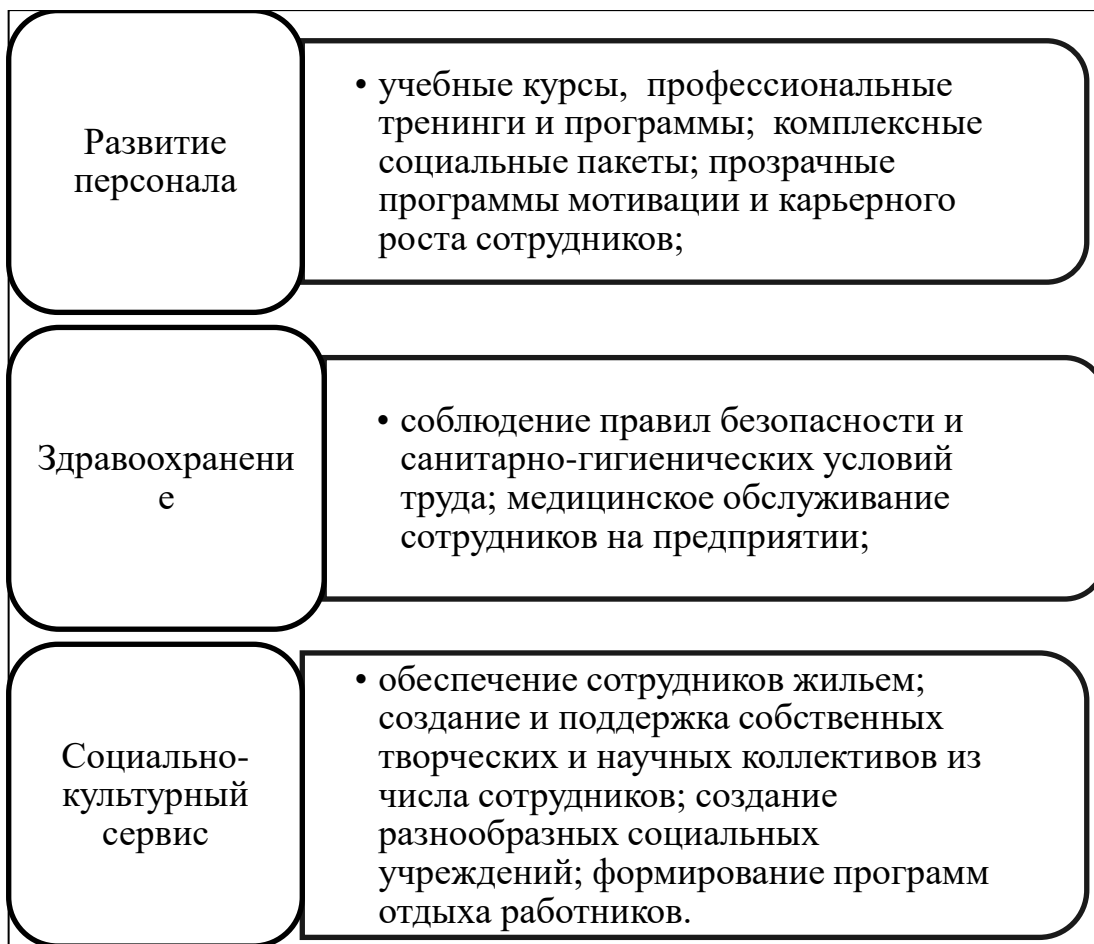 Развитие
персонала
• учебные курсы,  профессиональные
тренинги и программы;  комплексные
социальные пакеты; прозрачные
программы мотивации и карьерного
роста сотрудников;
Здравоохранени
е
• соблюдение правил безопасности и
санитарно-гигиенических условий
труда; медицинское обслуживание
сотрудников на предприятии;
Социально-
культурный
сервис
• обеспечение сотрудников жильем;
создание и поддержка собственных
творческих и научных коллективов из
числа сотрудников; создание
разнообразных социальных
учреждений; формирование программ
отдыха работников.